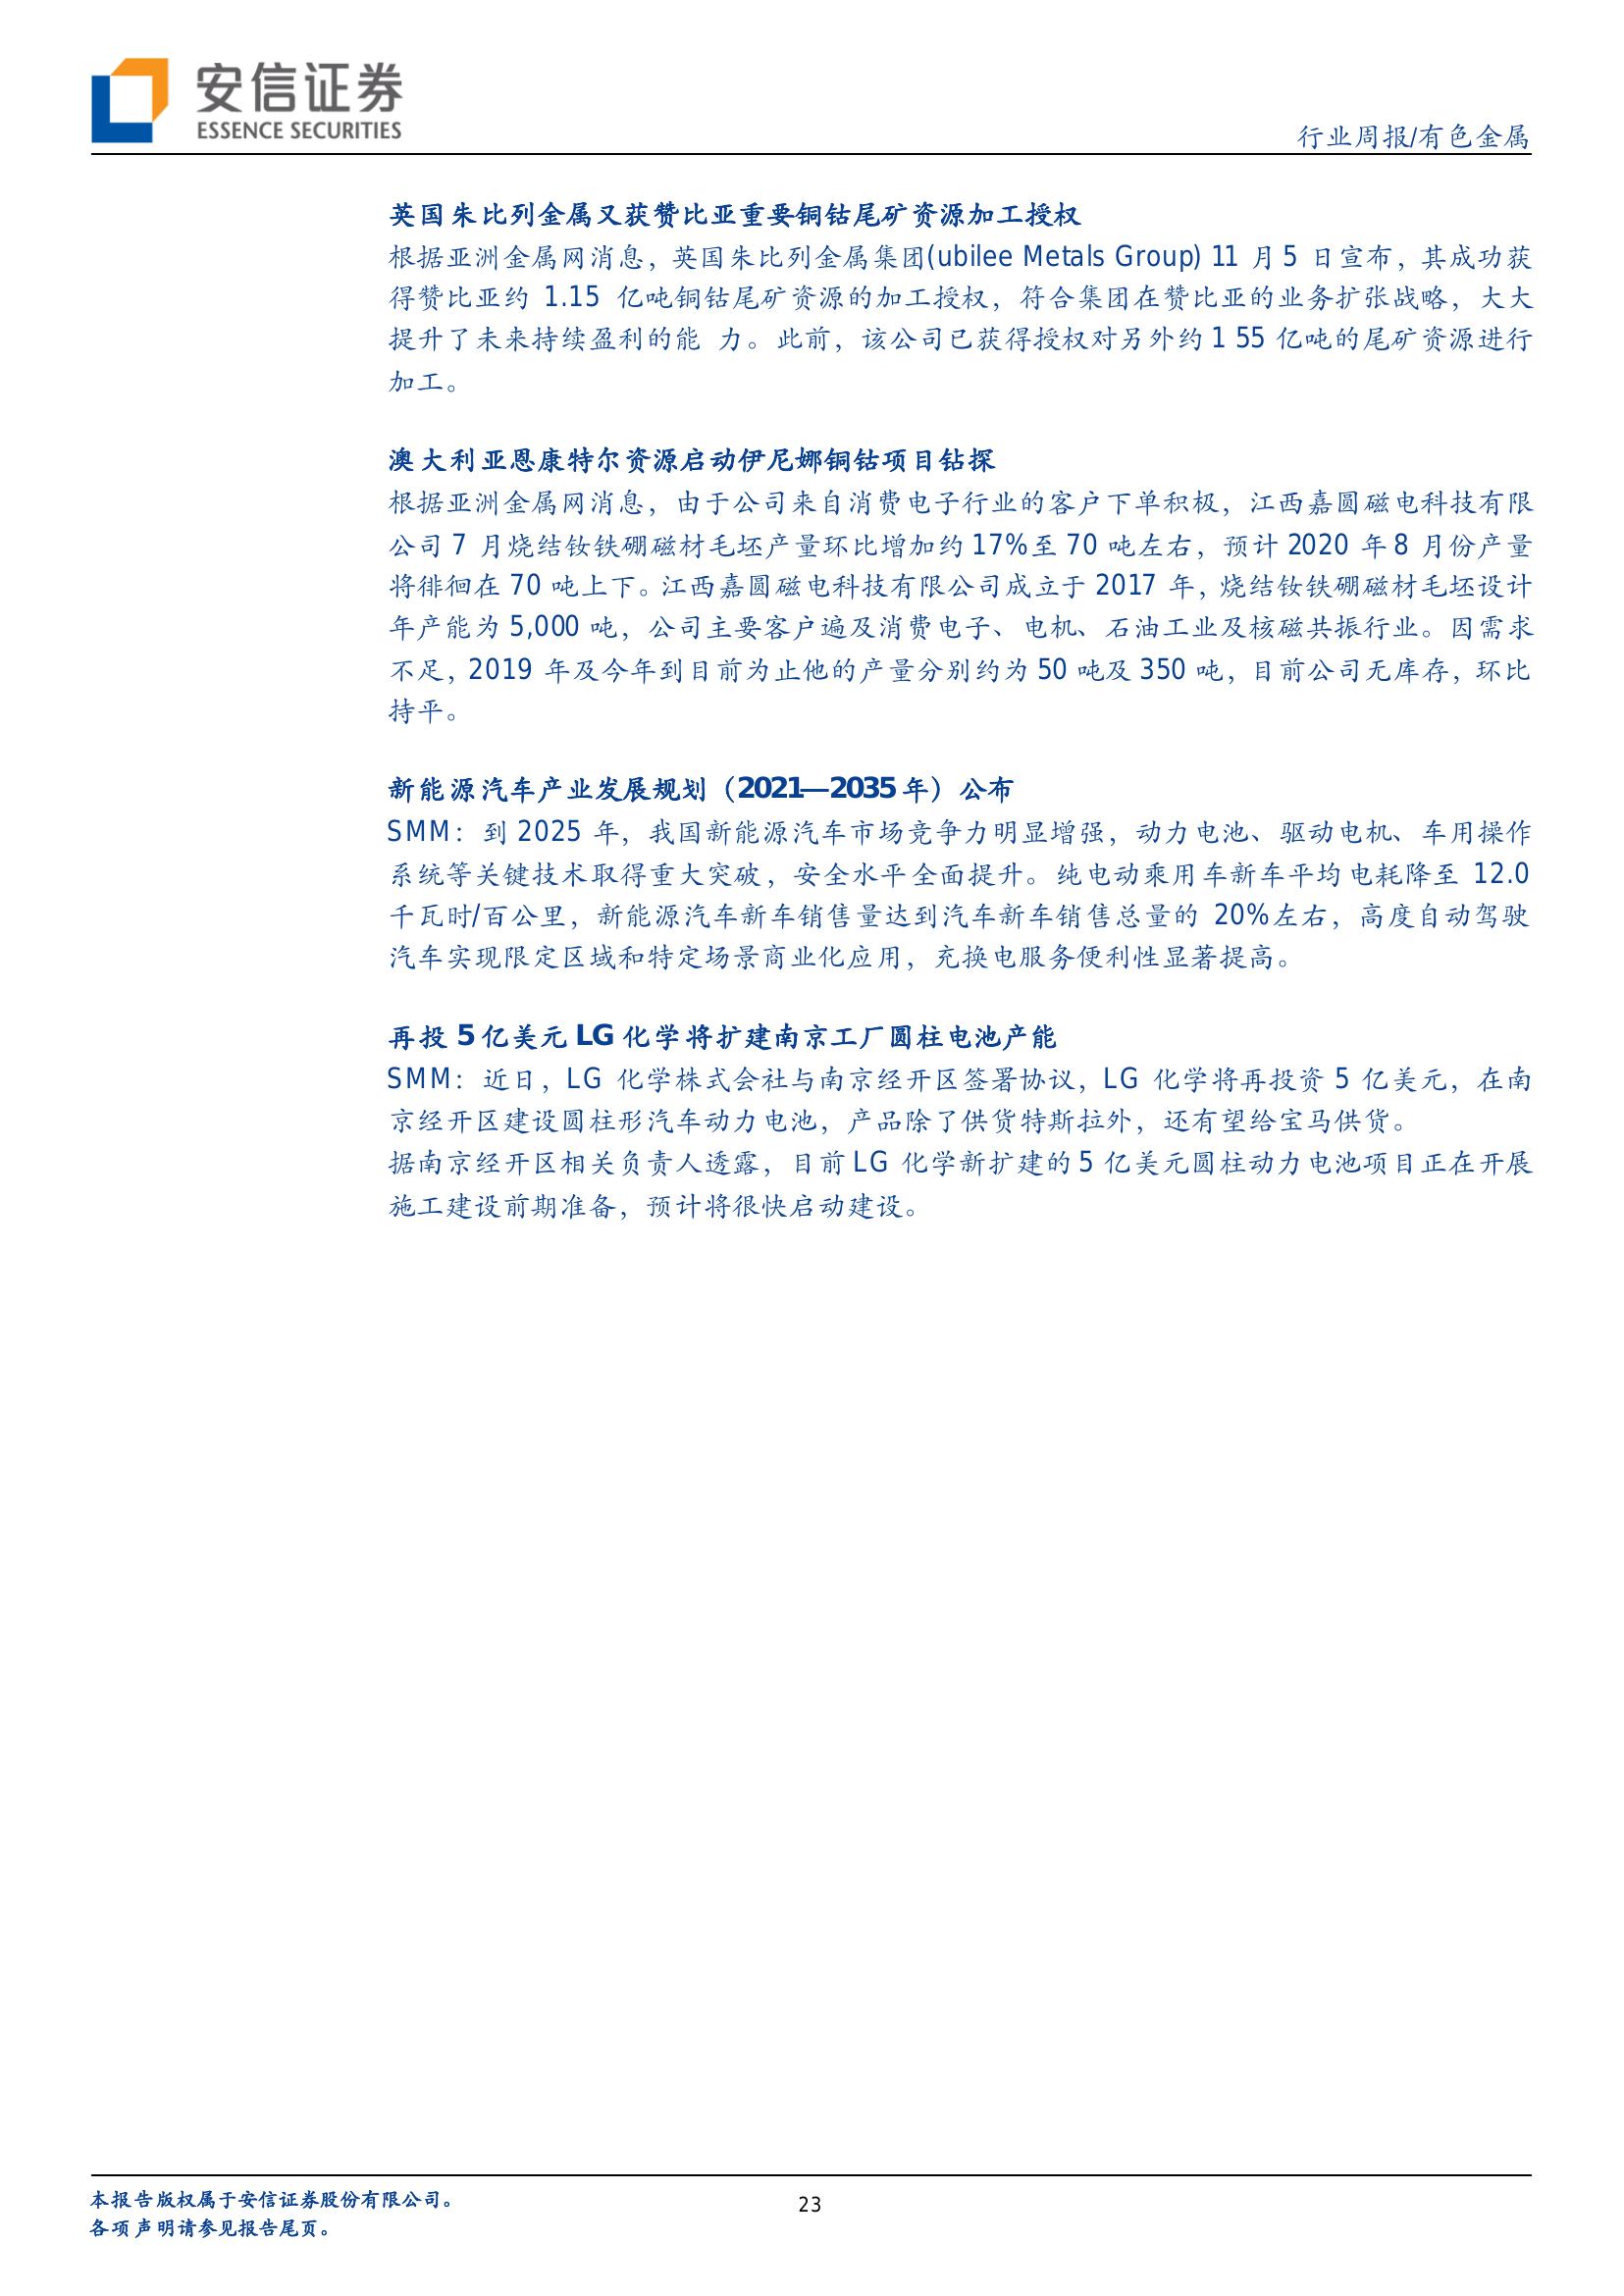 安信证券
ESSENCE SECURITIES
行业周报/有色金属
英国朱比列金属又获赞比亚重要铜钴尾矿资源加工授权
根据亚洲金属网消息，英国朱比列金属集团(ubilee Metals Group) 11 月 5 日宣布，其成功获
得赞比亚约 1.15 亿吨铜钴尾矿资源的加工授权，符合集团在赞比亚的业务扩张战略，大大
提升了未来持续盈利的能 力。此前，该公司已获得授权对另外约 1 55 亿吨的尾矿资源进行
加工。
澳大利亚恩康特尔资源启动伊尼娜铜钴项目钻探
根据亚洲金属网消息，由于公司来自消费电子行业的客户下单积极，江西嘉圆磁电科技有限
公司 7 月烧结钕铁硼磁材毛坯产量环比增加约 17%至 70 吨左右，预计 2020 年 8 月份产量
将徘徊在 70 吨上下。江西嘉圆磁电科技有限公司成立于 2017 年，烧结钕铁硼磁材毛坯设计
年产能为 5,000 吨，公司主要客户遍及消费电子、电机、石油工业及核磁共振行业。因需求
不足，2019 年及今年到目前为止他的产量分别约为 50 吨及 350 吨，目前公司无库存，环比
持平。
新能源汽车产业发展规划（2021—2035 年）公布
SMM：到 2025 年，我国新能源汽车市场竞争力明显增强，动力电池、驱动电机、车用操作
系统等关键技术取得重大突破，安全水平全面提升。纯电动乘用车新车平均电耗降至 12.0
千瓦时/百公里，新能源汽车新车销售量达到汽车新车销售总量的 20%左右，高度自动驾驶
汽车实现限定区域和特定场景商业化应用，充换电服务便利性显著提高。
再投 5 亿美元 LG 化学将扩建南京工厂圆柱电池产能
SMM：近日，LG 化学株式会社与南京经开区签署协议，LG 化学将再投资 5 亿美元，在南
京经开区建设圆柱形汽车动力电池，产品除了供货特斯拉外，还有望给宝马供货。
据南京经开区相关负责人透露，目前 LG 化学新扩建的 5 亿美元圆柱动力电池项目正在开展
施工建设前期准备，预计将很快启动建设。
本报告版权属于安信证券股份有限公司。
23
各项声明请参见报告尾页。